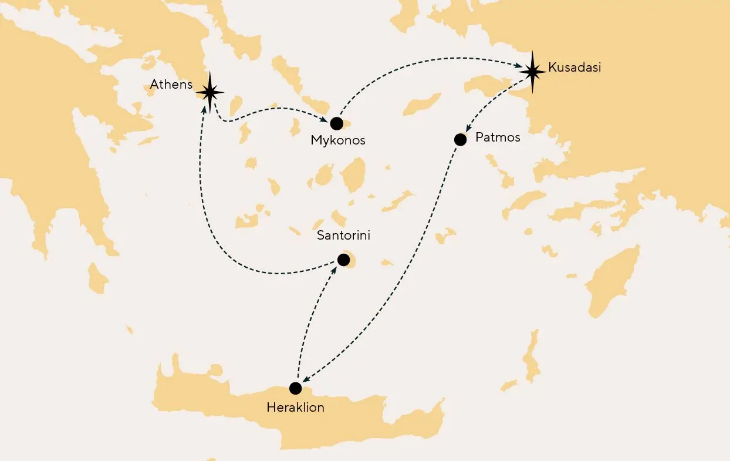 Kusadasi
Athens
Mykonos
Patmos
Santorini
Heraklion